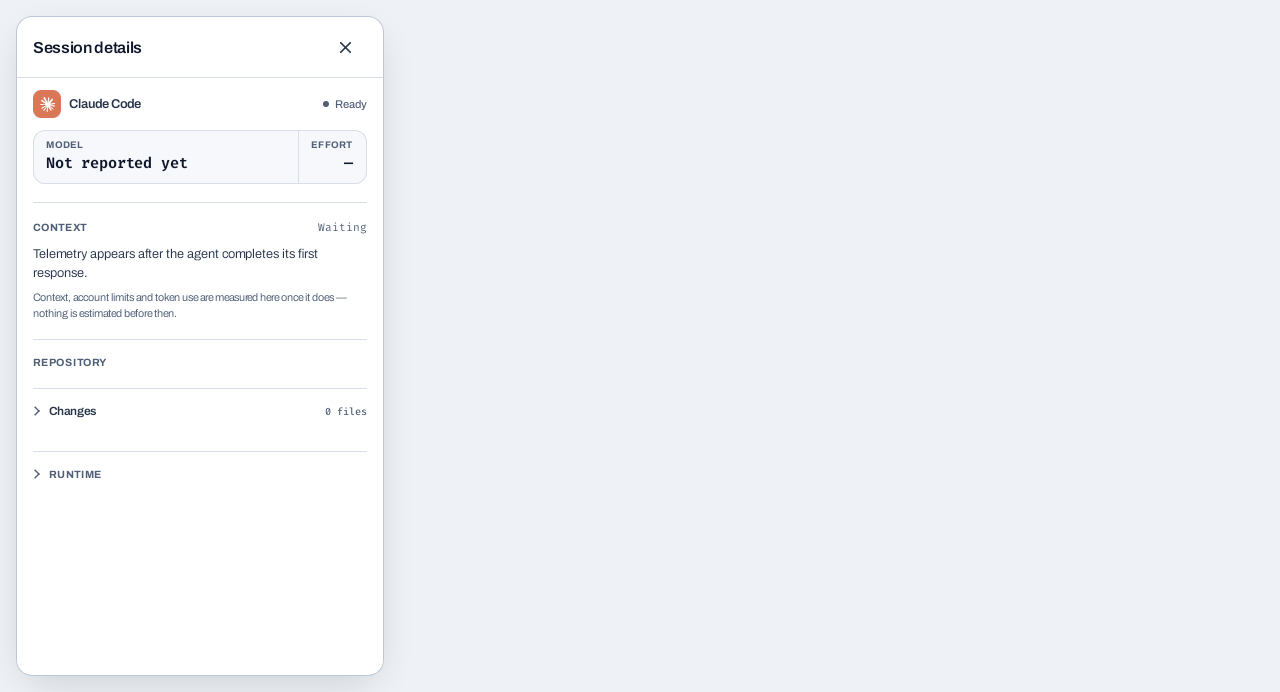 Session details
Claude Code
Ready
MODEL
EFFORT
Not reported yet
—
CONTEXT
Waiting
Telemetry appears after the agent completes its first
response.
Context, account limits and token use are measured here once it does —
nothing is estimated before then.
REPOSITORY
Changes
0 files
RUNTIME